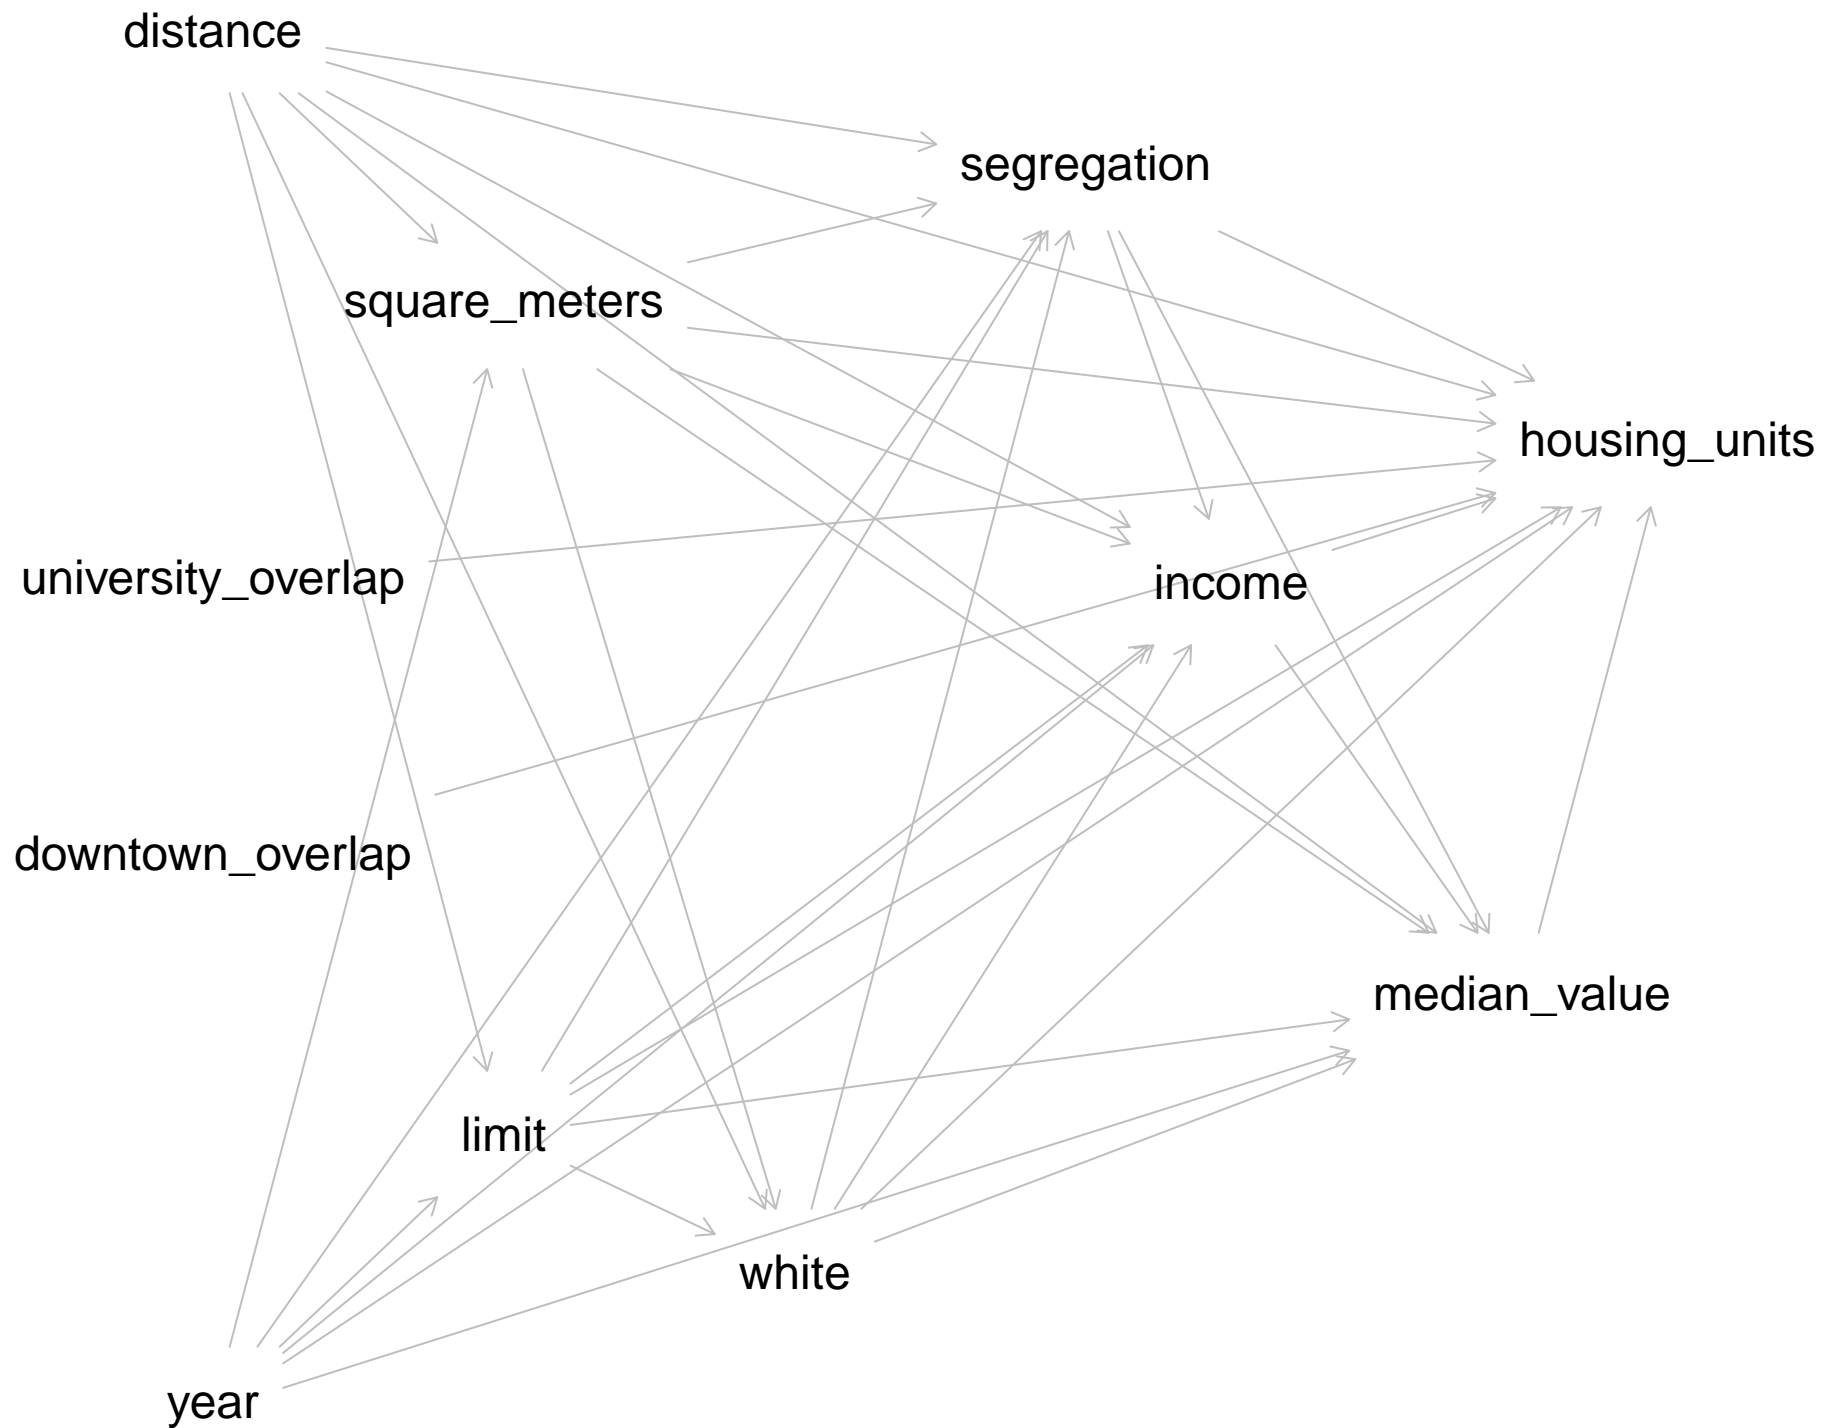 distance
segregation
square_meters
housing_units
university_overlap
income
downtown_overlap
median_value
limit
white
year